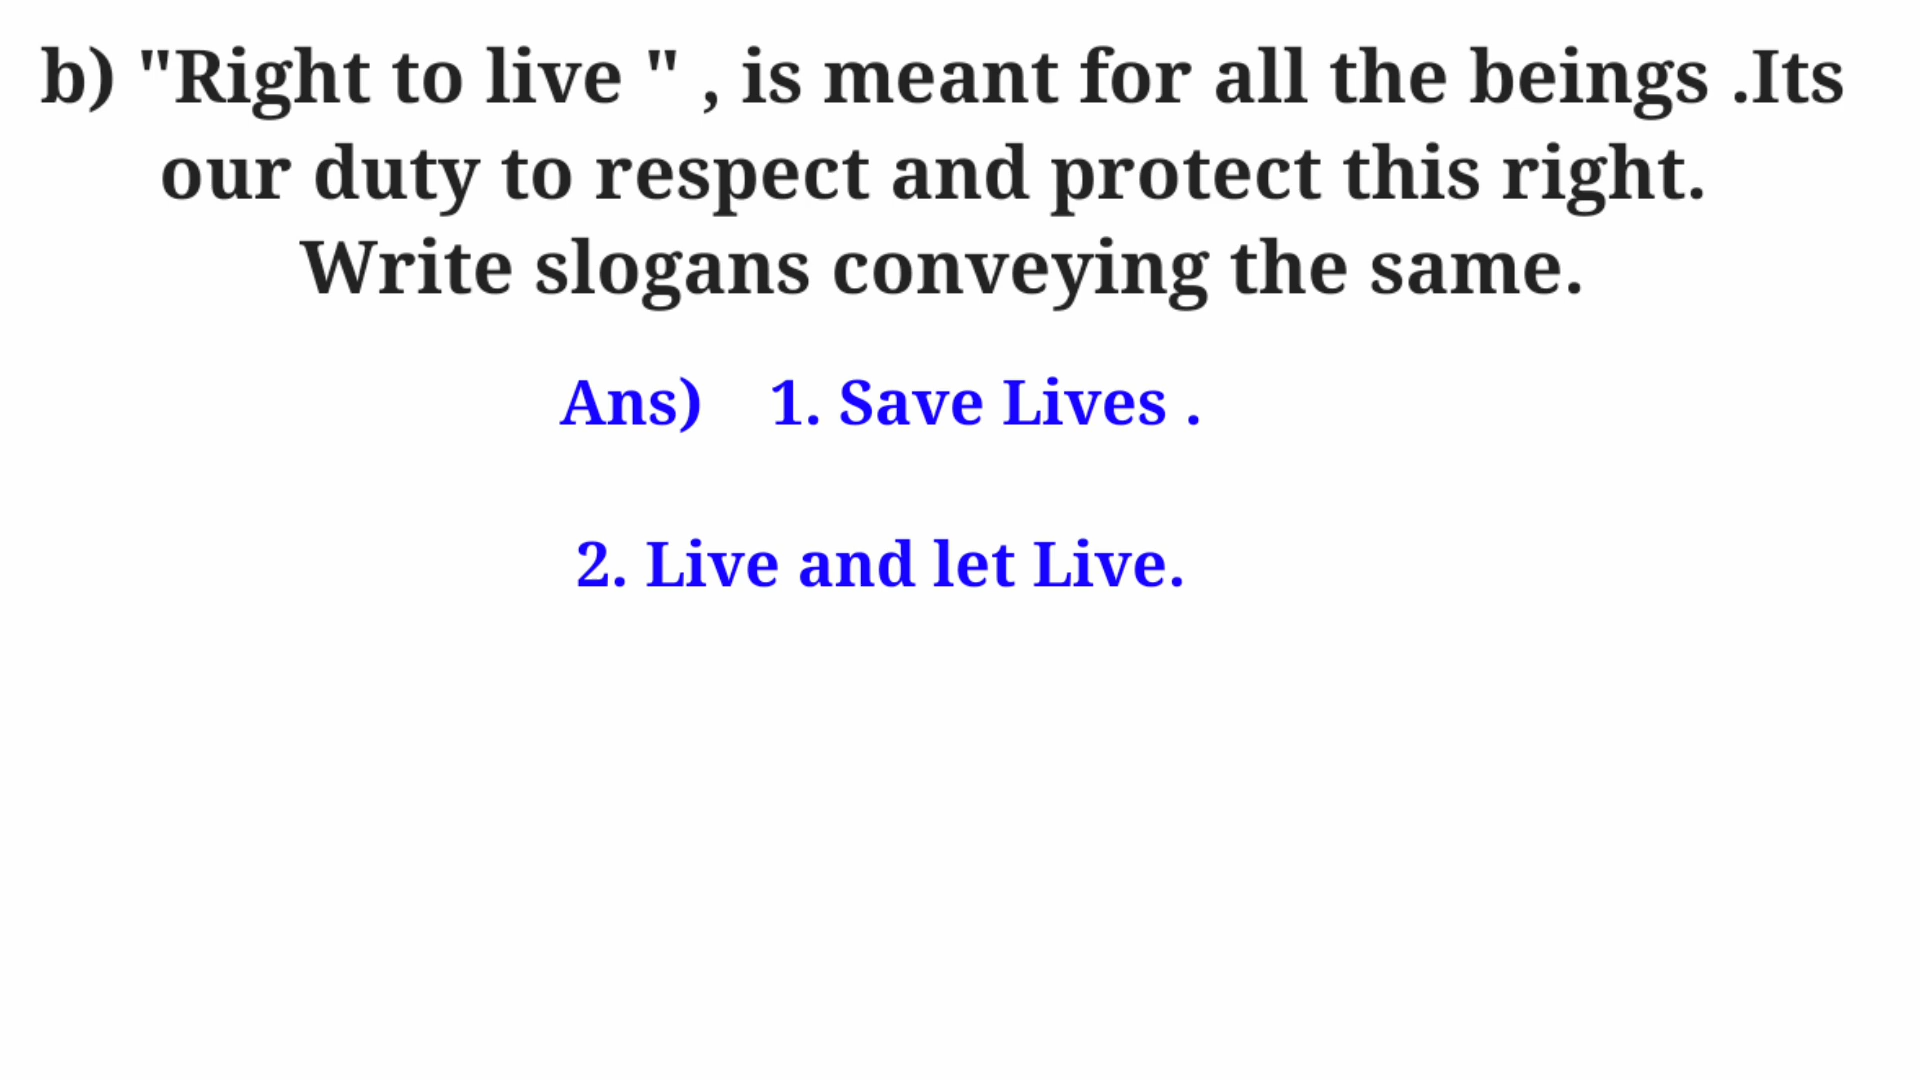 b) "Right to live " , is meant for all the beings .Its
our duty to respect and protect this right.
Write slogans conveying the same.
Ans) 1. Save Lives .
2. Live and let Live.